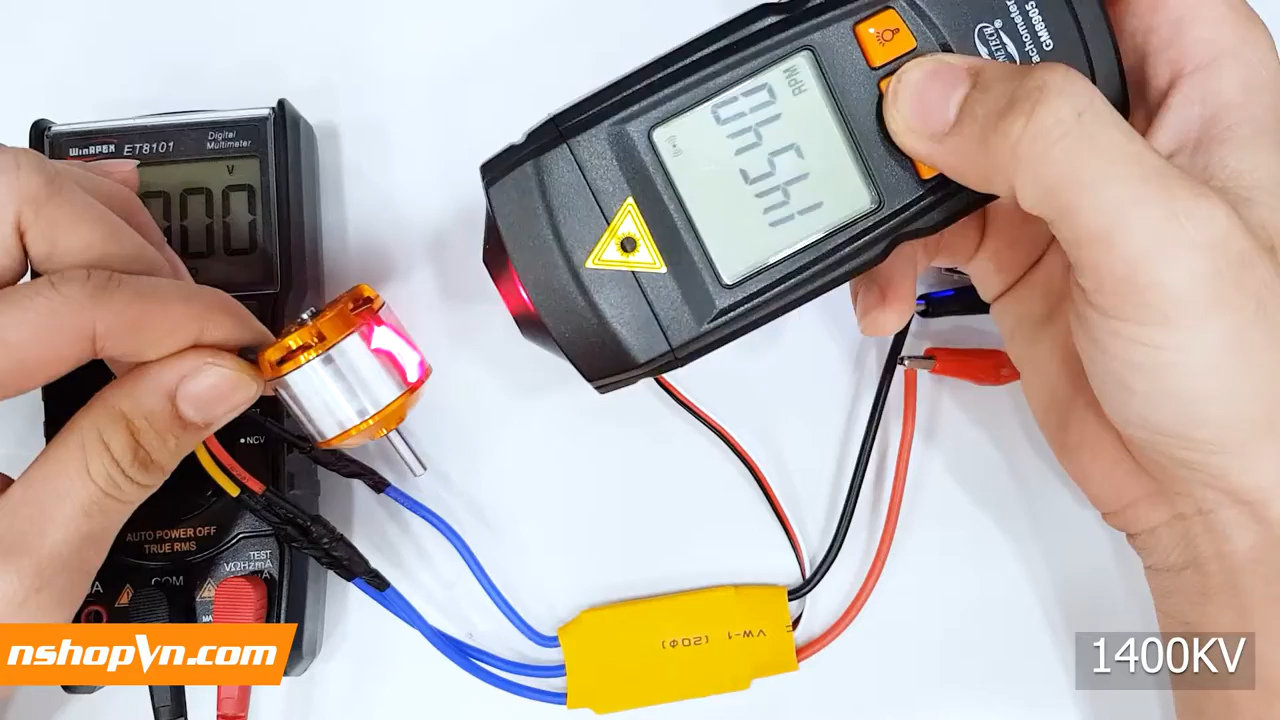 WinAPEX ET8101
Digital
Multimeter
V
00
NCV
AUTO POWER OFF
TRUE RMS
TEST
VΩHzmA
COM
RPM
14540
Tachometer
GM8905
VW-1 (20Φ)
nshopVn.com
1400KV